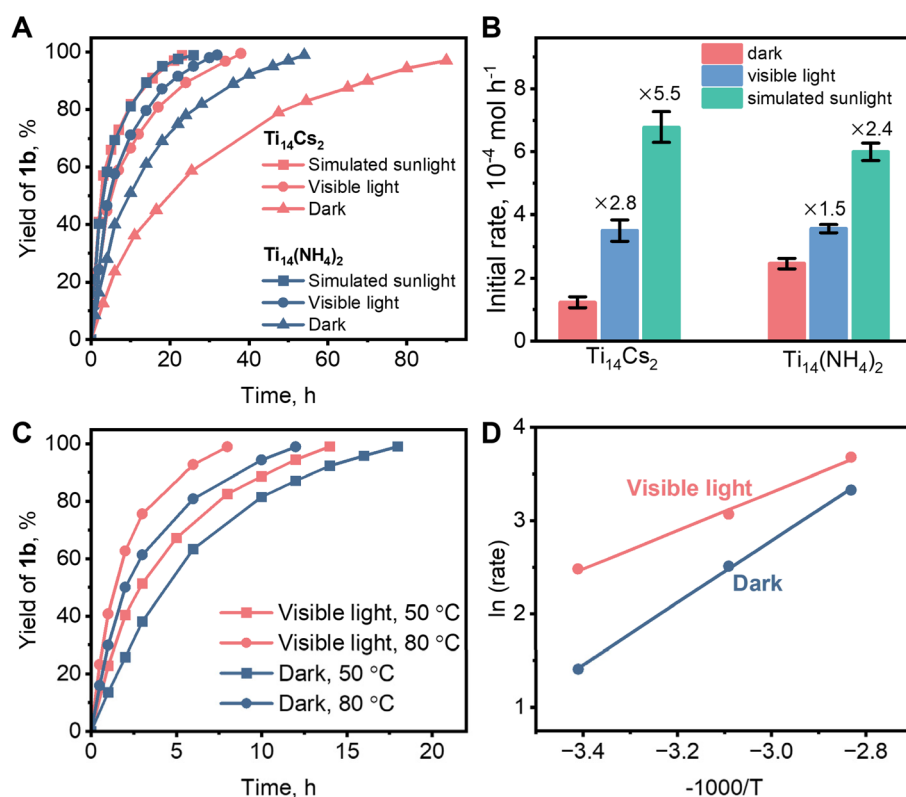 A
Yield of 1b, %
100
80
60
40
20
0
0 20 40 60 80
Time, h
Ti₁₄Cs₂
Simulated sunlight
Visible light
Dark
Ti₁₄(NH₄)₂
Simulated sunlight
Visible light
Dark
B
Initial rate, 10⁻⁴ mol h⁻¹
8
6
4
2
0
dark
visible light
simulated sunlight
×2.8
×5.5
×1.5
×2.4
Ti₁₄Cs₂ Ti₁₄(NH₄)₂
C
Yield of 1b, %
100
80
60
40
20
0
0 5 10 15 20
Time, h
Visible light, 50 °C
Visible light, 80 °C
Dark, 50 °C
Dark, 80 °C
D
ln (rate)
4
3
2
1
Visible light
Dark
−3.4 −3.2 −3.0 −2.8
-1000/T